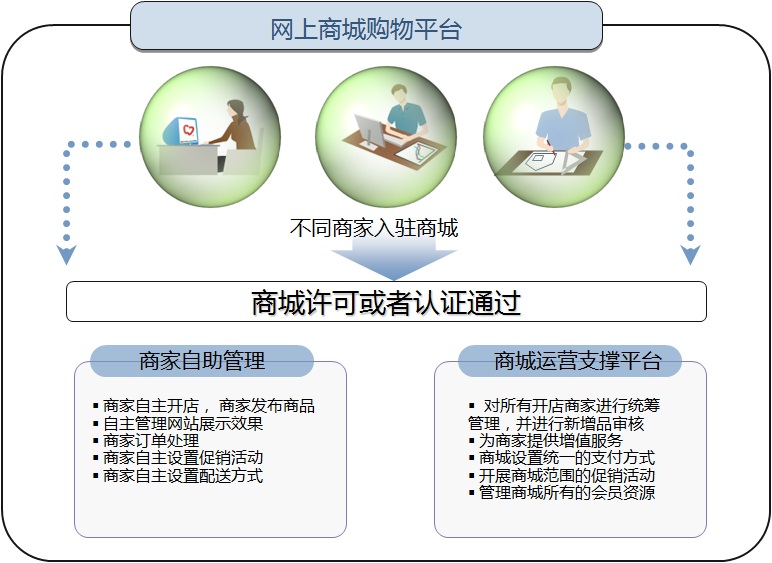 网上商城购物平台
不同商家入驻商城
商城许可或者认证通过
商家自助管理
▪ 商家自主开店，商家发布商品
▪ 自主管理网站展示效果
▪ 商家订单处理
▪ 商家自主设置促销活动
▪ 商家自主设置配送方式
商城运营支撑平台
▪ 对所有开店商家进行统筹
管理，并进行新增品审核
▪ 为商家提供增值服务
▪ 商城设置统一的支付方式
▪ 开展商城范围的促销活动
▪ 管理商城所有的会员资源